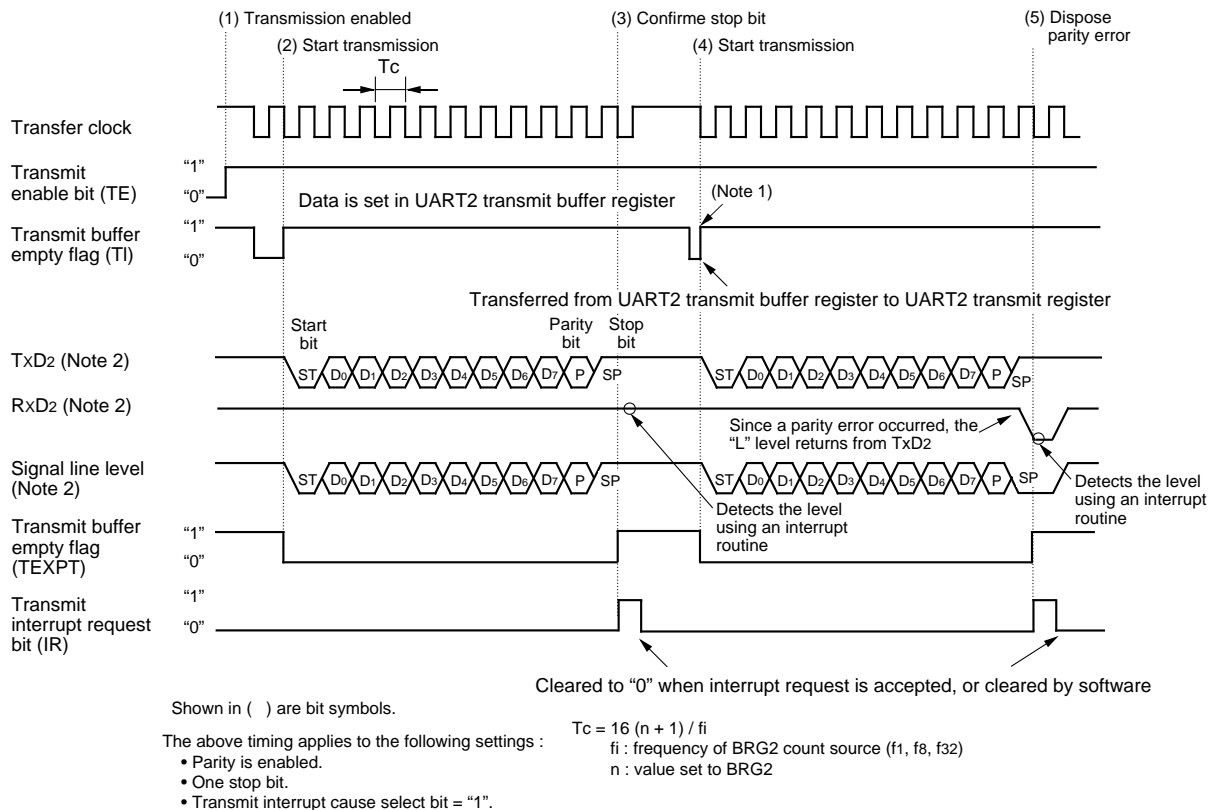 (1) Transmission enabled
(3) Confirme stop bit
(5) Dispose
parity error
(2) Start transmission
(4) Start transmission
Tc
Transfer clock
Transmit
enable bit (TE)
“1”
“0”
Data is set in UART2 transmit buffer register
(Note 1)
Transmit buffer
empty flag (TI)
“1”
“0”
Transferred from UART2 transmit buffer register to UART2 transmit register
Start
bit
Parity
bit
Stop
bit
TxD2 (Note 2)
ST D0 D1 D2 D3 D4 D5 D6 D7 P SP
ST D0 D1 D2 D3 D4 D5 D6 D7 P SP
RxD2 (Note 2)
Since a parity error occurred, the
“L” level returns from TxD2
Signal line level
(Note 2)
ST D0 D1 D2 D3 D4 D5 D6 D7 P SP
ST D0 D1 D2 D3 D4 D5 D6 D7 P SP
Detects the level
using an interrupt
routine
Detects the level
using an interrupt
routine
Transmit buffer
empty flag
(TEXPT)
“1”
“0”
Transmit
interrupt request
bit (IR)
“1”
“0”
Cleared to “0” when interrupt request is accepted, or cleared by software
Shown in ( ) are bit symbols.
The above timing applies to the following settings :
• Parity is enabled.
• One stop bit.
• Transmit interrupt cause select bit = “1”.
Tc = 16 (n + 1) / fi
fi : frequency of BRG2 count source (f1, f8, f32)
n : value set to BRG2